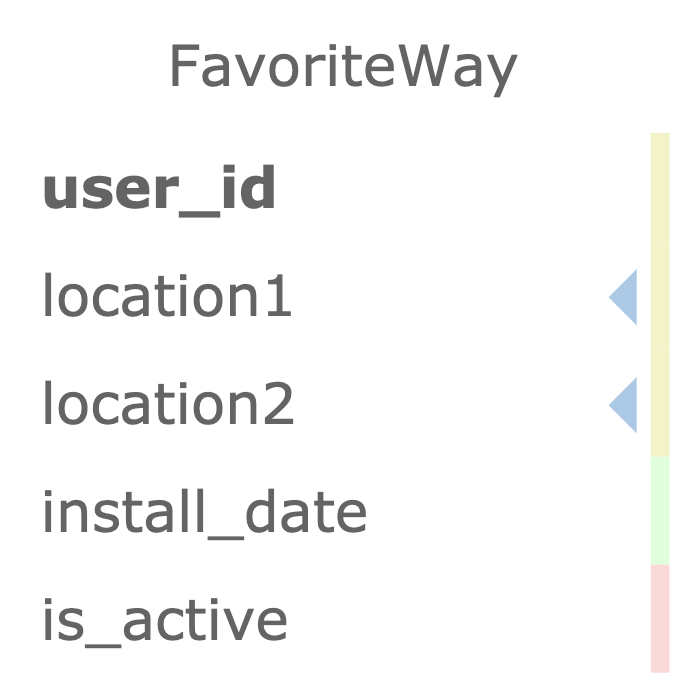 FavoriteWay
user_id
location1
location2
install_date
is_active